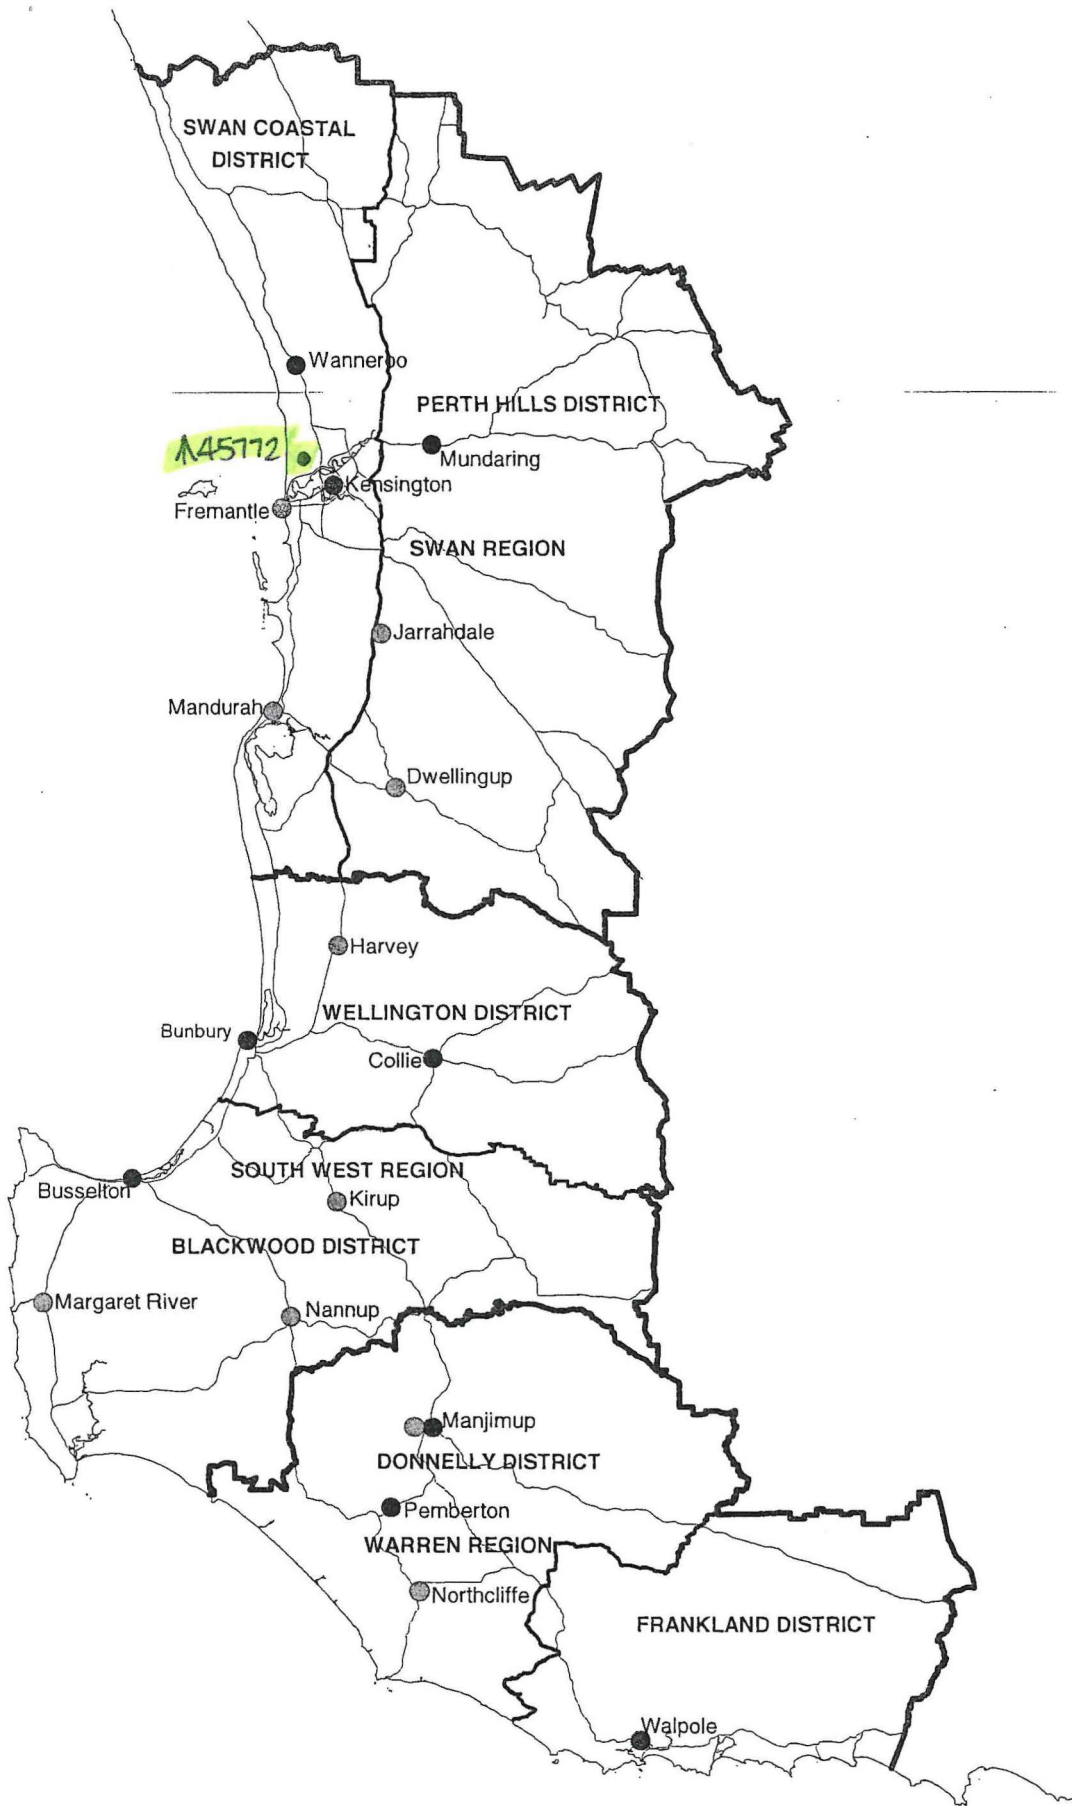 SWAN COASTAL
DISTRICT
Wanneroo
PERTH HILLS DISTRICT
Mundaring
A45772
Kensington
Fremantle
SWAN REGION
Jarrahdale
Mandurah
Dwellingup
Harvey
WELLINGTON DISTRICT
Bunbury
Collie
SOUTH WEST REGION
Busselton
Kirup
BLACKWOOD DISTRICT
Margaret River
Nannup
Manjimup
DONNELLY DISTRICT
Pemberton
WARREN REGION
Northcliffe
FRANKLAND DISTRICT
Walpole